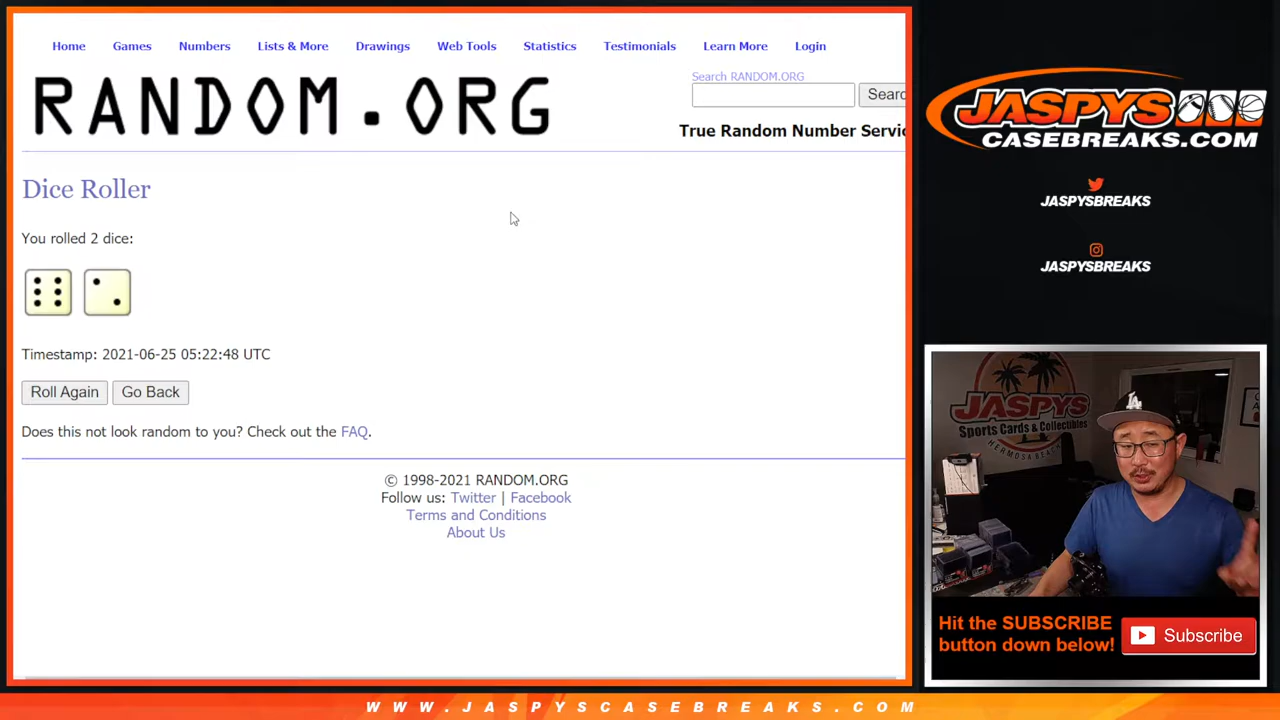 Home Games Numbers Lists & More Drawings Web Tools Statistics Testimonials Learn More Login
RANDOM.ORG
Search RANDOM.ORG
Searc
True Random Number Servic
Dice Roller
You rolled 2 dice:
Timestamp: 2021-06-25 05:22:48 UTC
Roll Again Go Back
Does this not look random to you? Check out the FAQ.
© 1998-2021 RANDOM.ORG
Follow us: Twitter | Facebook
Terms and Conditions
About Us
JASPYS
CASEBREAKS.COM
JASPYSBREAKS
JASPYSBREAKS
JASPYS
Sports Cards & Collectibles
HERMOSA BEACH
LA
Hit the SUBSCRIBE
button down below!
Subscribe
WWW.JASPYSCASEBREAKS.COM